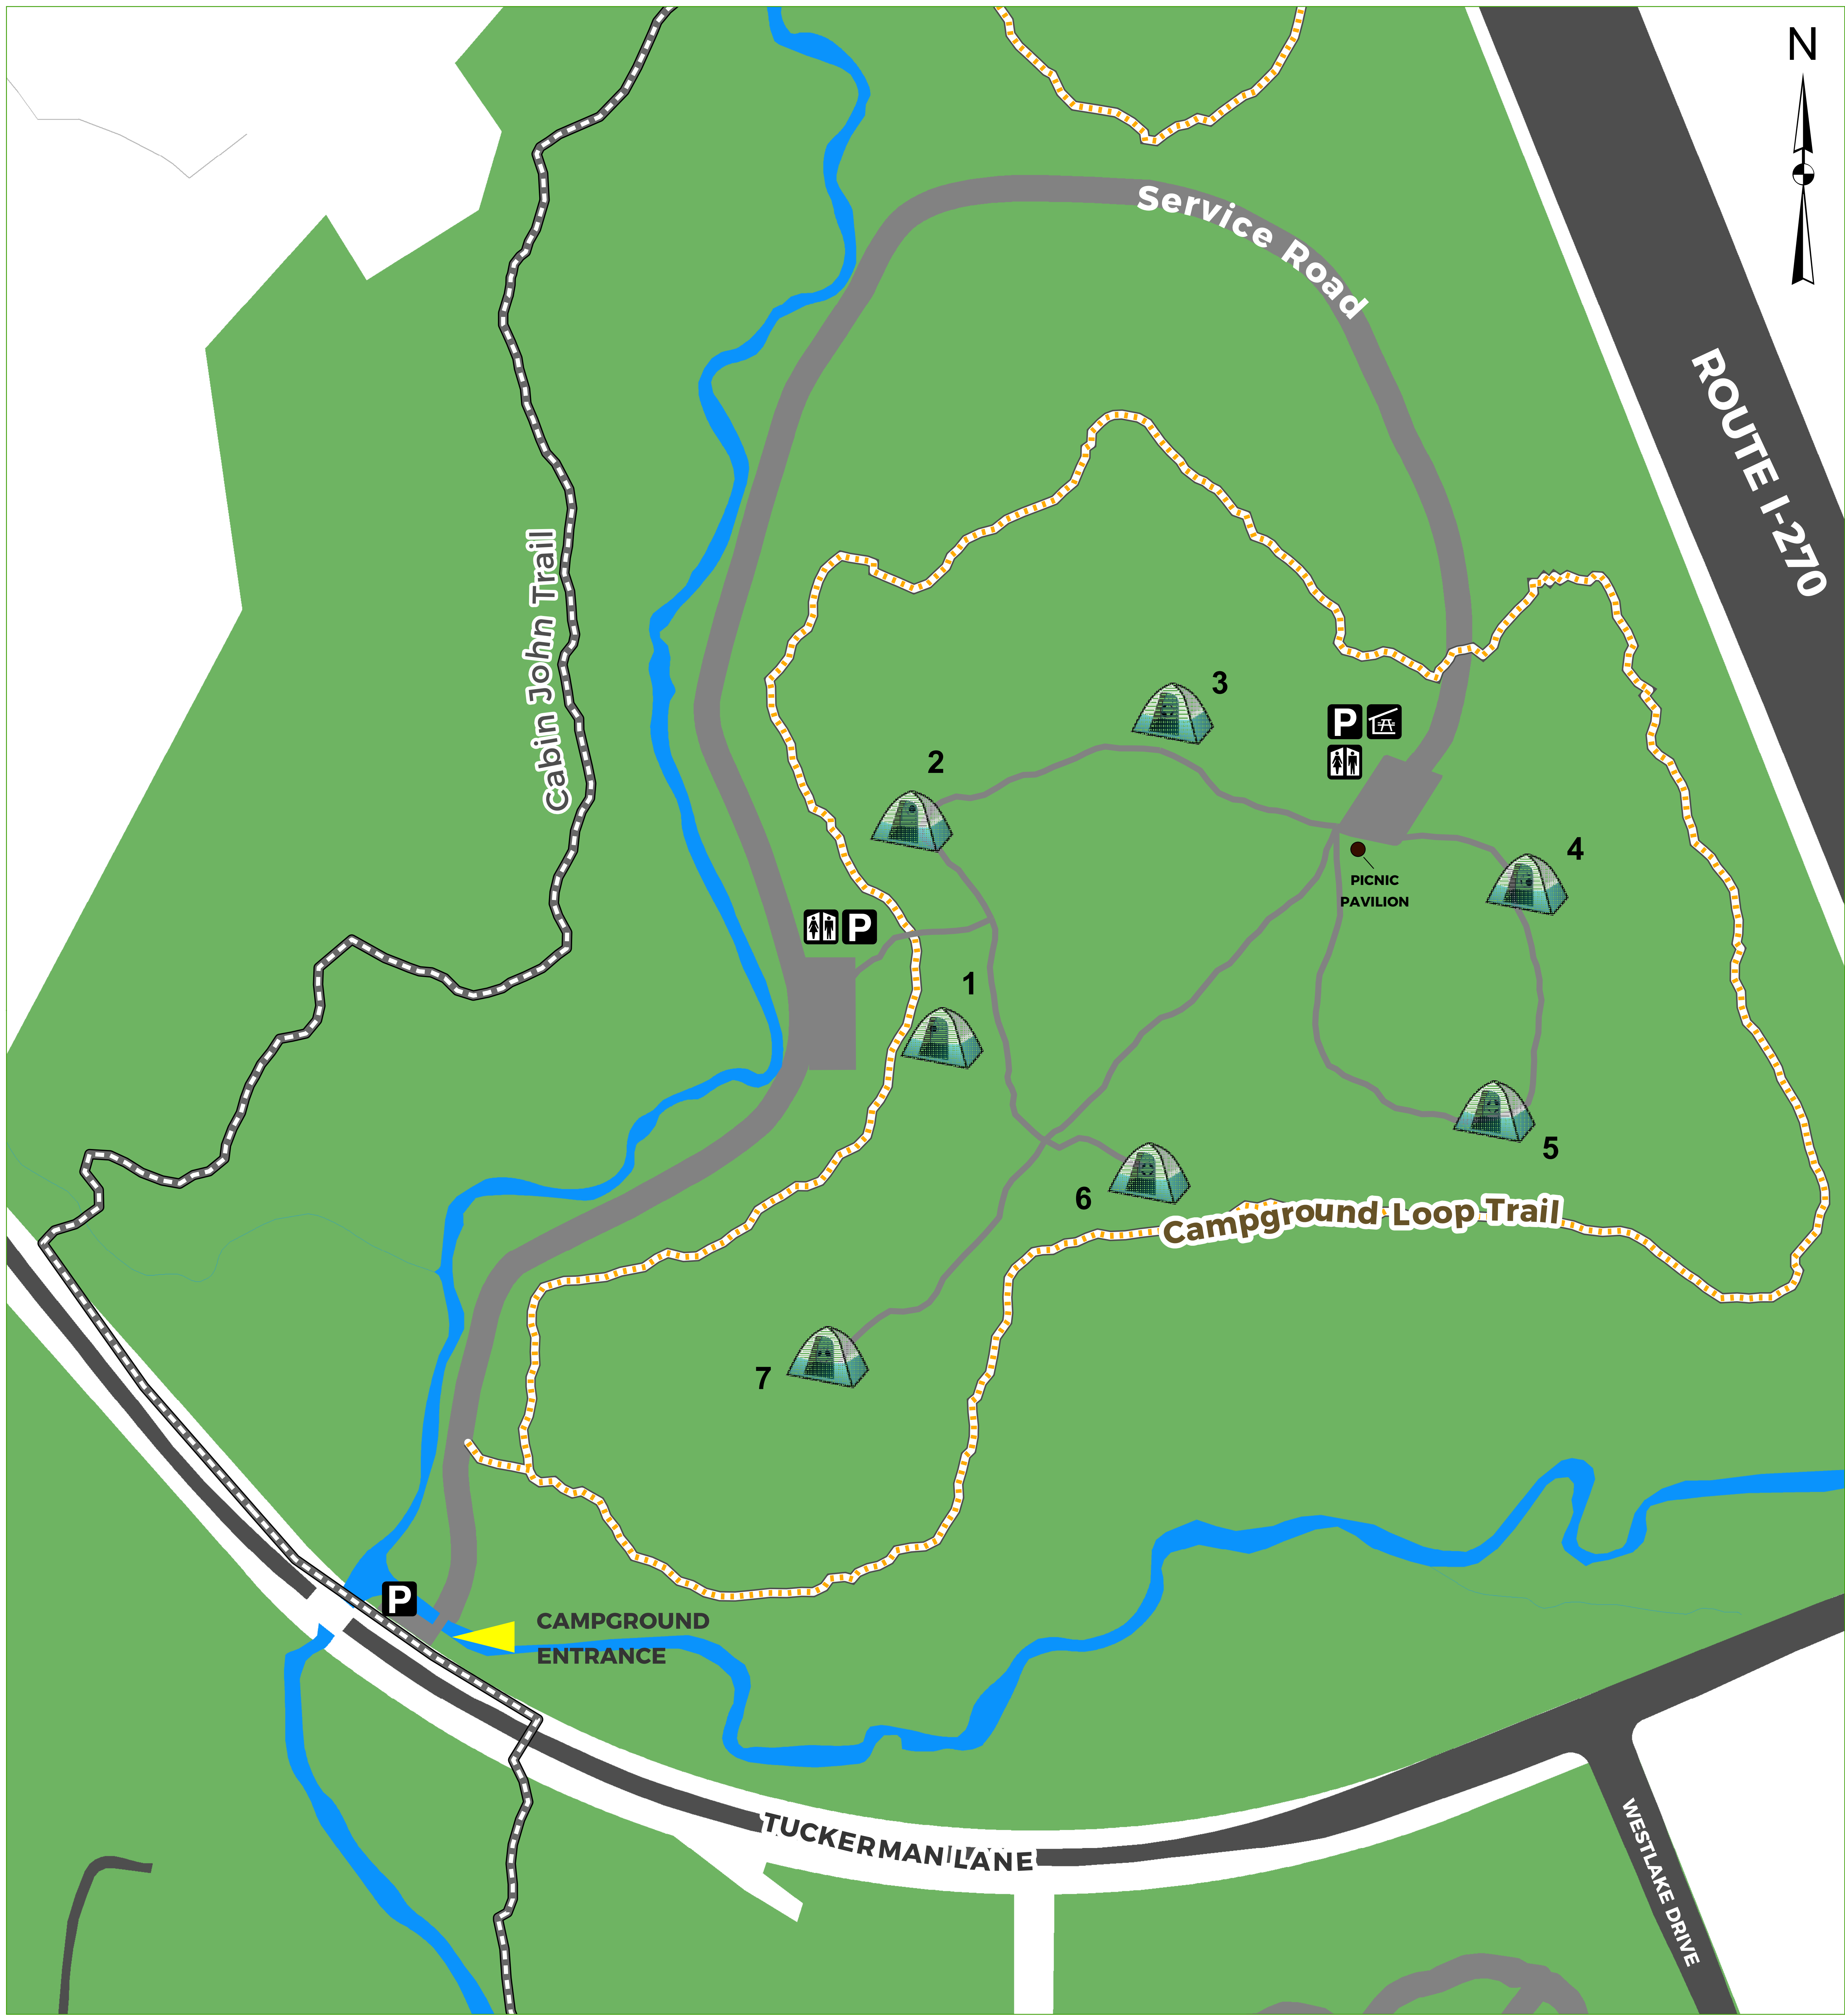 N
Service Road
ROUTE I-270
Cabin John Trail
3
P
2
4
PICNIC
PAVILION
P
1
5
6
Campground Loop Trail
7
P
CAMPGROUND
ENTRANCE
TUCKERMAN LANE
WESTLAKE DRIVE